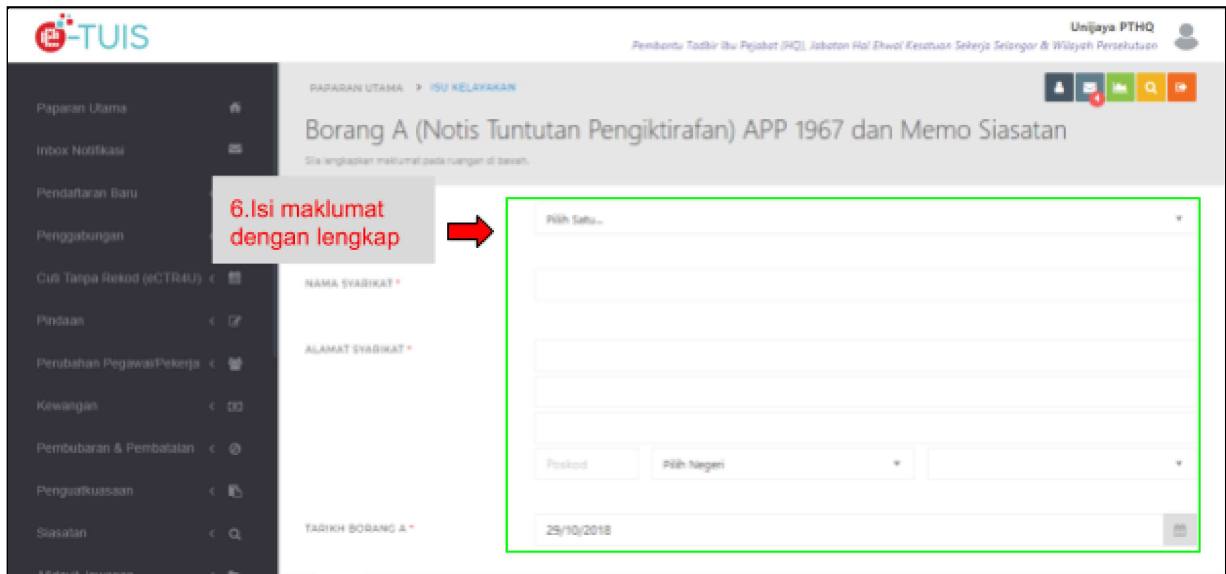 e-TUIS
Unijaya PTHQ
Pembantu Tadbir Ibu Pejabat (HQ), Jabatan Hal Ehwal Kesatuan Sekerja Selangor & Wilayah Persekutuan
PAPARAN UTAMA > ISU KELAYAKAN
4
Borang A (Notis Tuntutan Pengiktirafan) APP 1967 dan Memo Siasatan
Sila lengkapkan maklumat pada ruangan di bawah.
Paparan Utama
Inbox Notifikasi
Pendaftaran Baru
Penggabungan
Cuti Tanpa Rekod (eCTR4U) <
Pindaan <
Perubahan Pegawai/Pekerja <
Kewangan <
Pembubaran & Pembatalan <
Penguatkuasaan <
Siasatan <
6.Isi maklumat
dengan lengkap
Pilih Satu...
NAMA SYARIKAT *
ALAMAT SYARIKAT *
Poskod
Pilih Negeri
TARIKH BORANG A *
29/10/2018